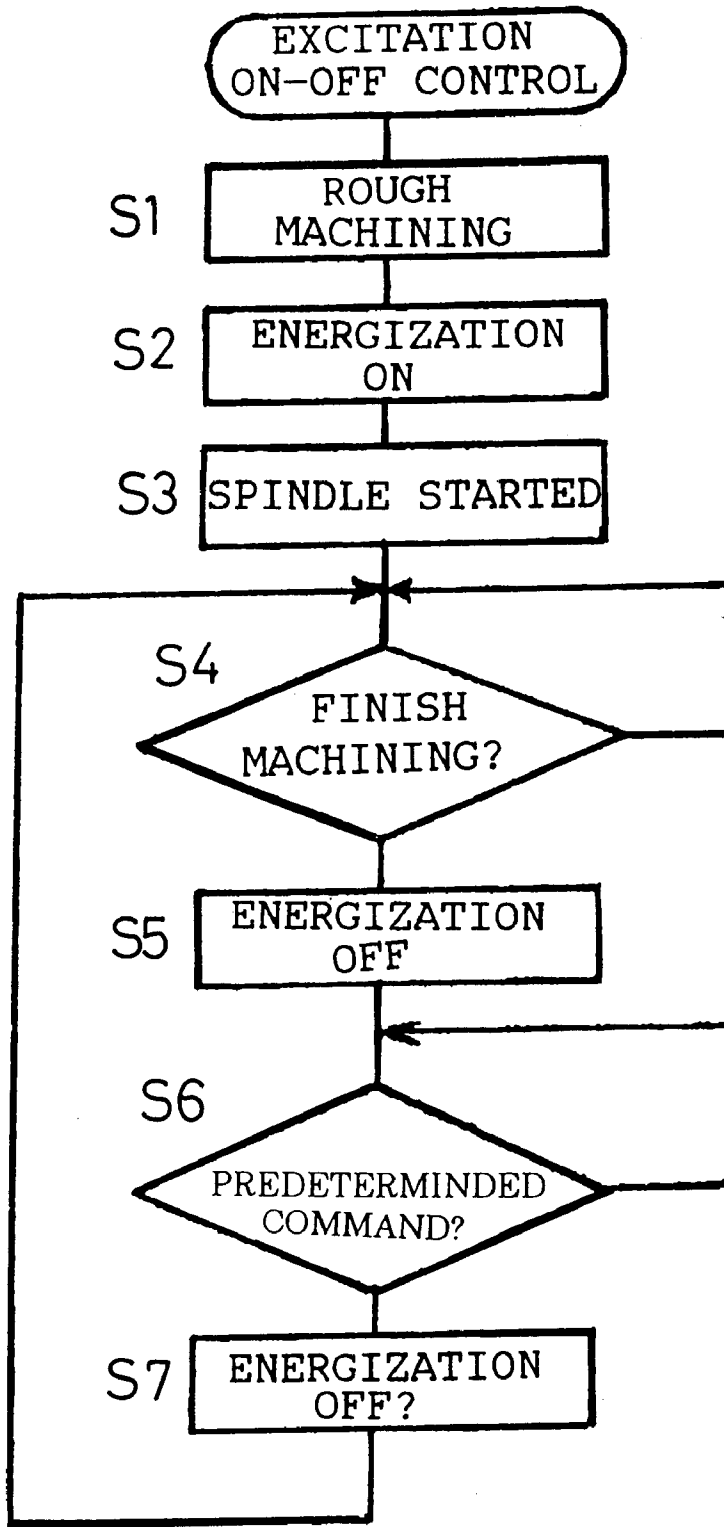 EXCITATION
ON-OFF CONTROL
S1
ROUGH
MACHINING
S2
ENERGIZATION
ON
S3
SPINDLE STARTED
S4
FINISH
MACHINING?
S5
ENERGIZATION
OFF
S6
PREDETERMINDED
COMMAND?
S7
ENERGIZATION
OFF?